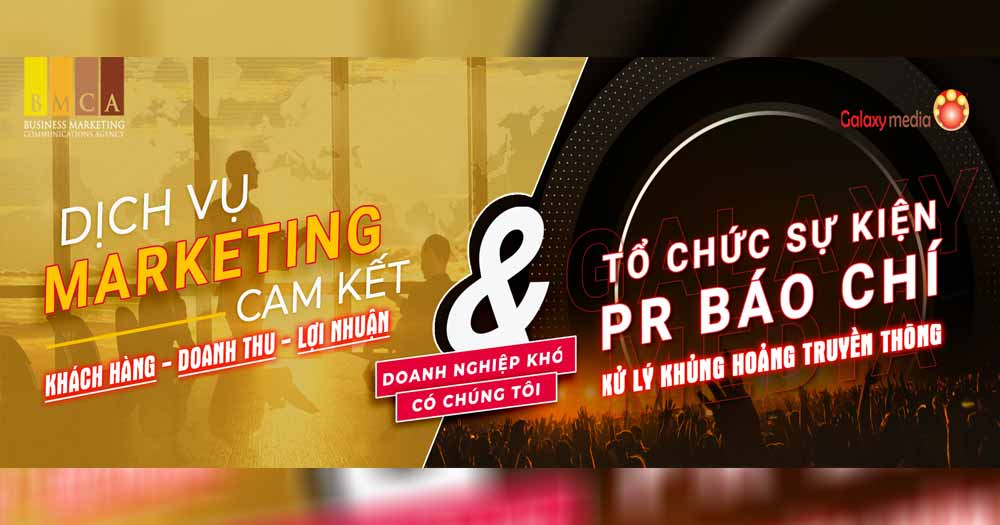 BMCA
BUSINESS MARKETING
COMMUNICATIONS AGENCY
DỊCH VỤ
MARKETING
CAM KẾT
KHÁCH HÀNG - DOANH THU - LỢI NHUẬN
&
DOANH NGHIỆP KHÓ
CÓ CHÚNG TÔI
Galaxy media
GALAXY
MEDIA
TỔ CHỨC SỰ KIỆN
PR BÁO CHÍ
XỬ LÝ KHỦNG HOẢNG TRUYỀN THÔNG